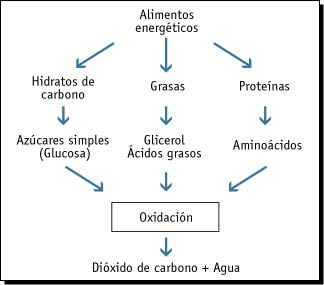 Alimentos
energéticos
Hidratos de
carbono
Grasas
Proteínas
Azúcares simples
(Glucosa)
Glicerol
Ácidos grasos
Aminoácidos
Oxidación
Dióxido de carbono + Agua